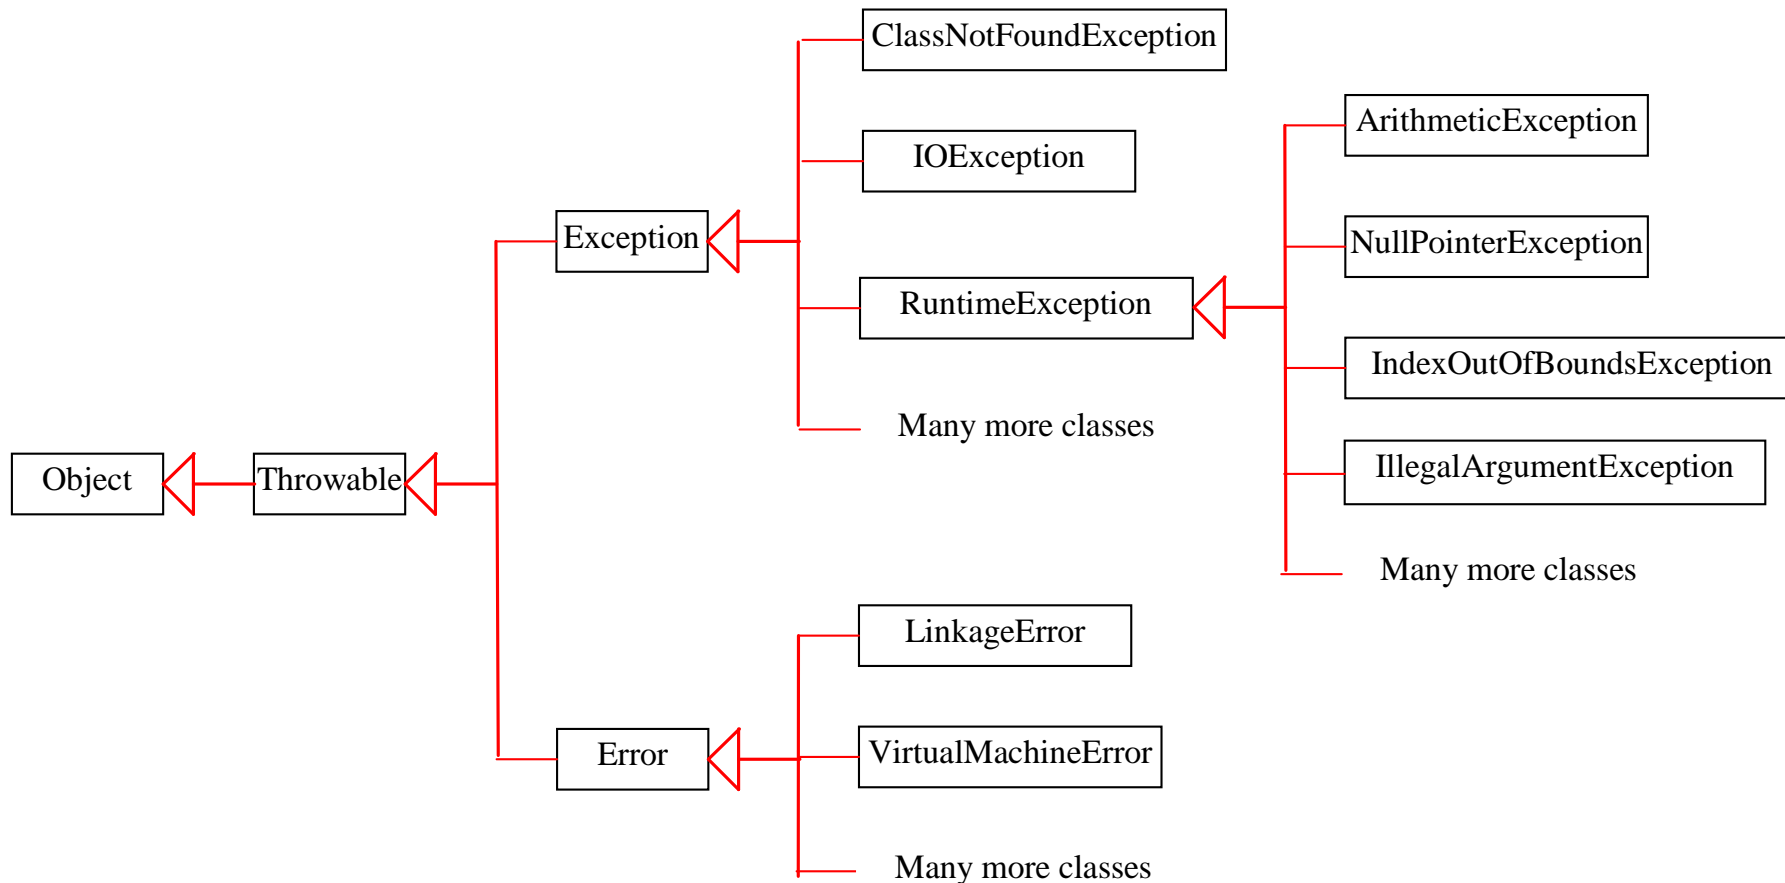 ClassNotFoundException
ArithmeticException
IOException
NullPointerException
Exception
RuntimeException
IndexOutOfBoundsException
Many more classes
IllegalArgumentException
Object
Throwable
Many more classes
LinkageError
Error
VirtualMachineError
Many more classes